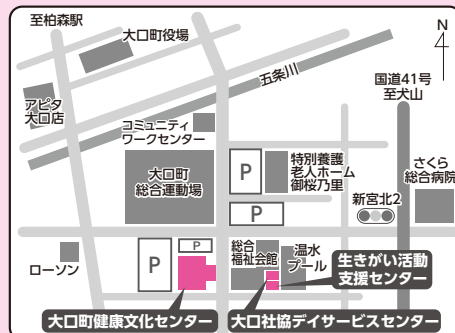 至柏森駅
大口町役場
N
五条川
国道41号
至犬山
アピタ
大口店
コミュニティ
ワークセンター
大口町
総合運動場
P
特別養護
老人ホーム
御桜乃里
さくら
総合病院
新宮北2
P
P
P
ローソン
総合
福祉会館
温水
プール
生きがい活動
支援センター
大口町健康文化センター
大口社協デイサービスセンター